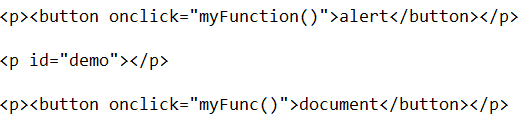 <p><button onclick="myFunction()">alert</button></p>
<p id="demo"></p>
<p><button onclick="myFunc()">document</button></p>